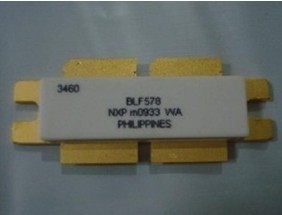 3460
BLF578
NXP m0933 WA
PHILIPPINES